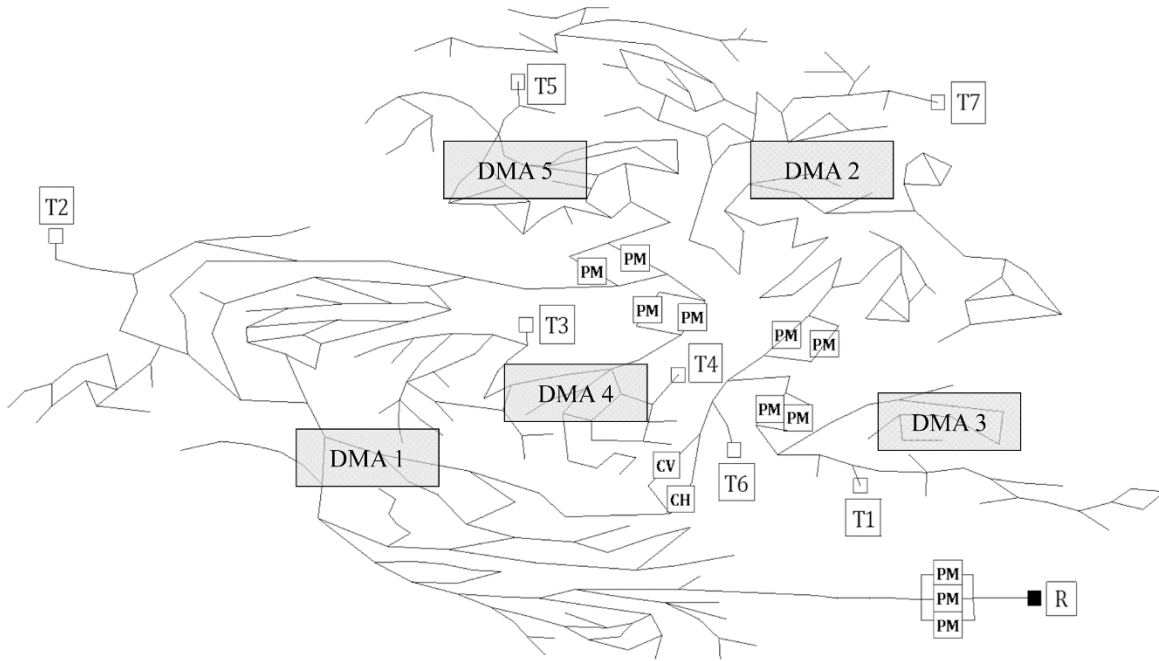 T5
T7
DMA 5
DMA 2
T2
PM
PM
PM
PM
T3
PM
PM
T4
DMA 4
PM
PM
DMA 3
DMA 1
CV
T6
CH
T1
PM
PM
R
PM